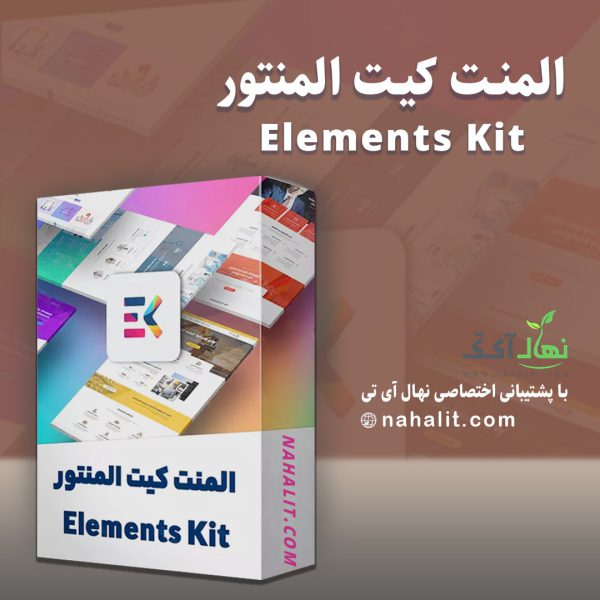 المنت کیت المنتور
Elements Kit
نهال آی تی
با پشتیبانی اختصاصی نهال آی تی
nahalit.com
EK
المنت کیت المنتور
Elements Kit
NAHALIT.COM